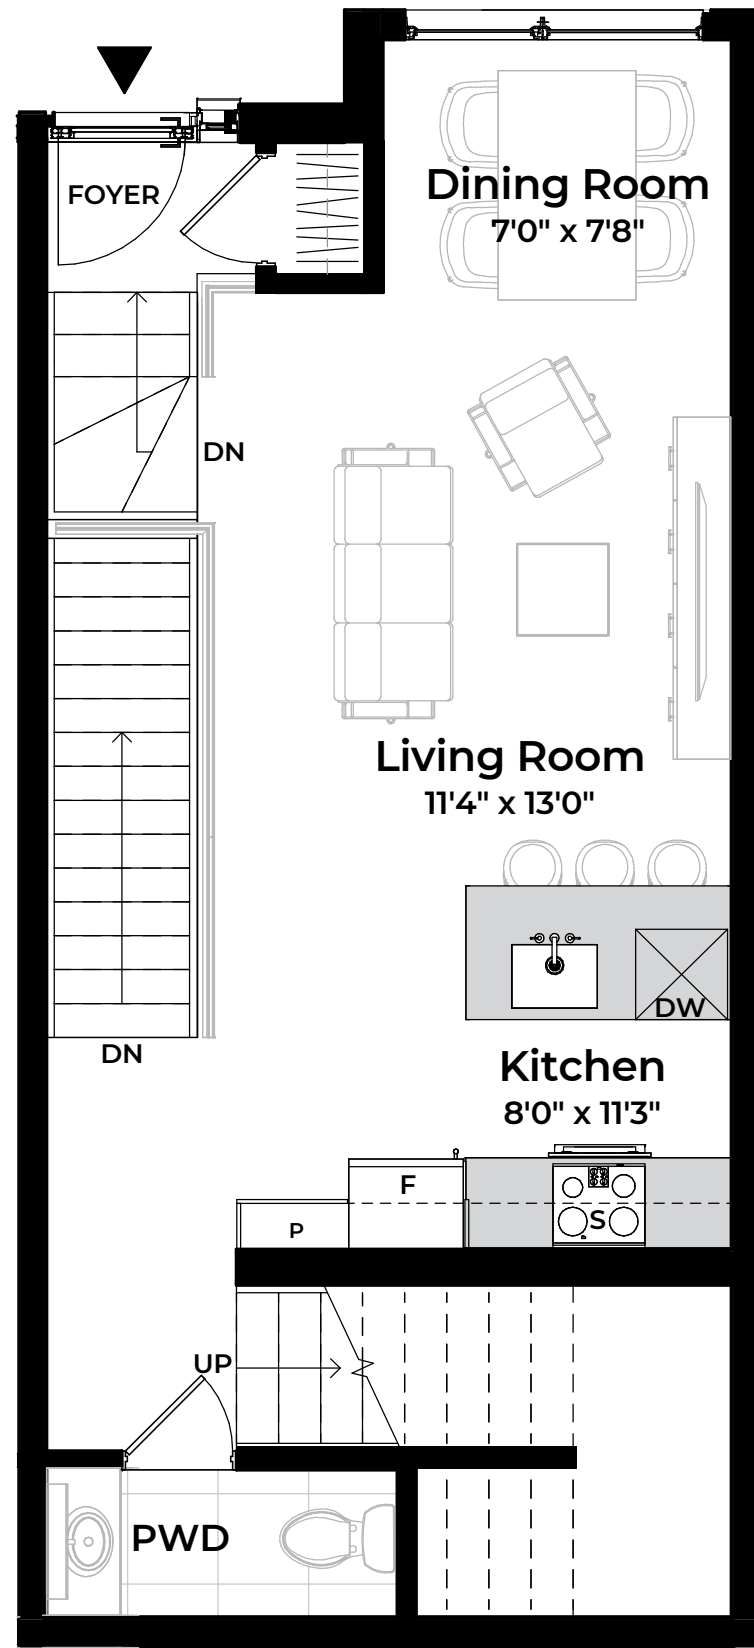 FOYER
Dining Room
7'0" x 7'8"
DN
Living Room
11'4" x 13'0"
DW
DN
Kitchen
8'0" x 11'3"
F
S
P
UP
PWD